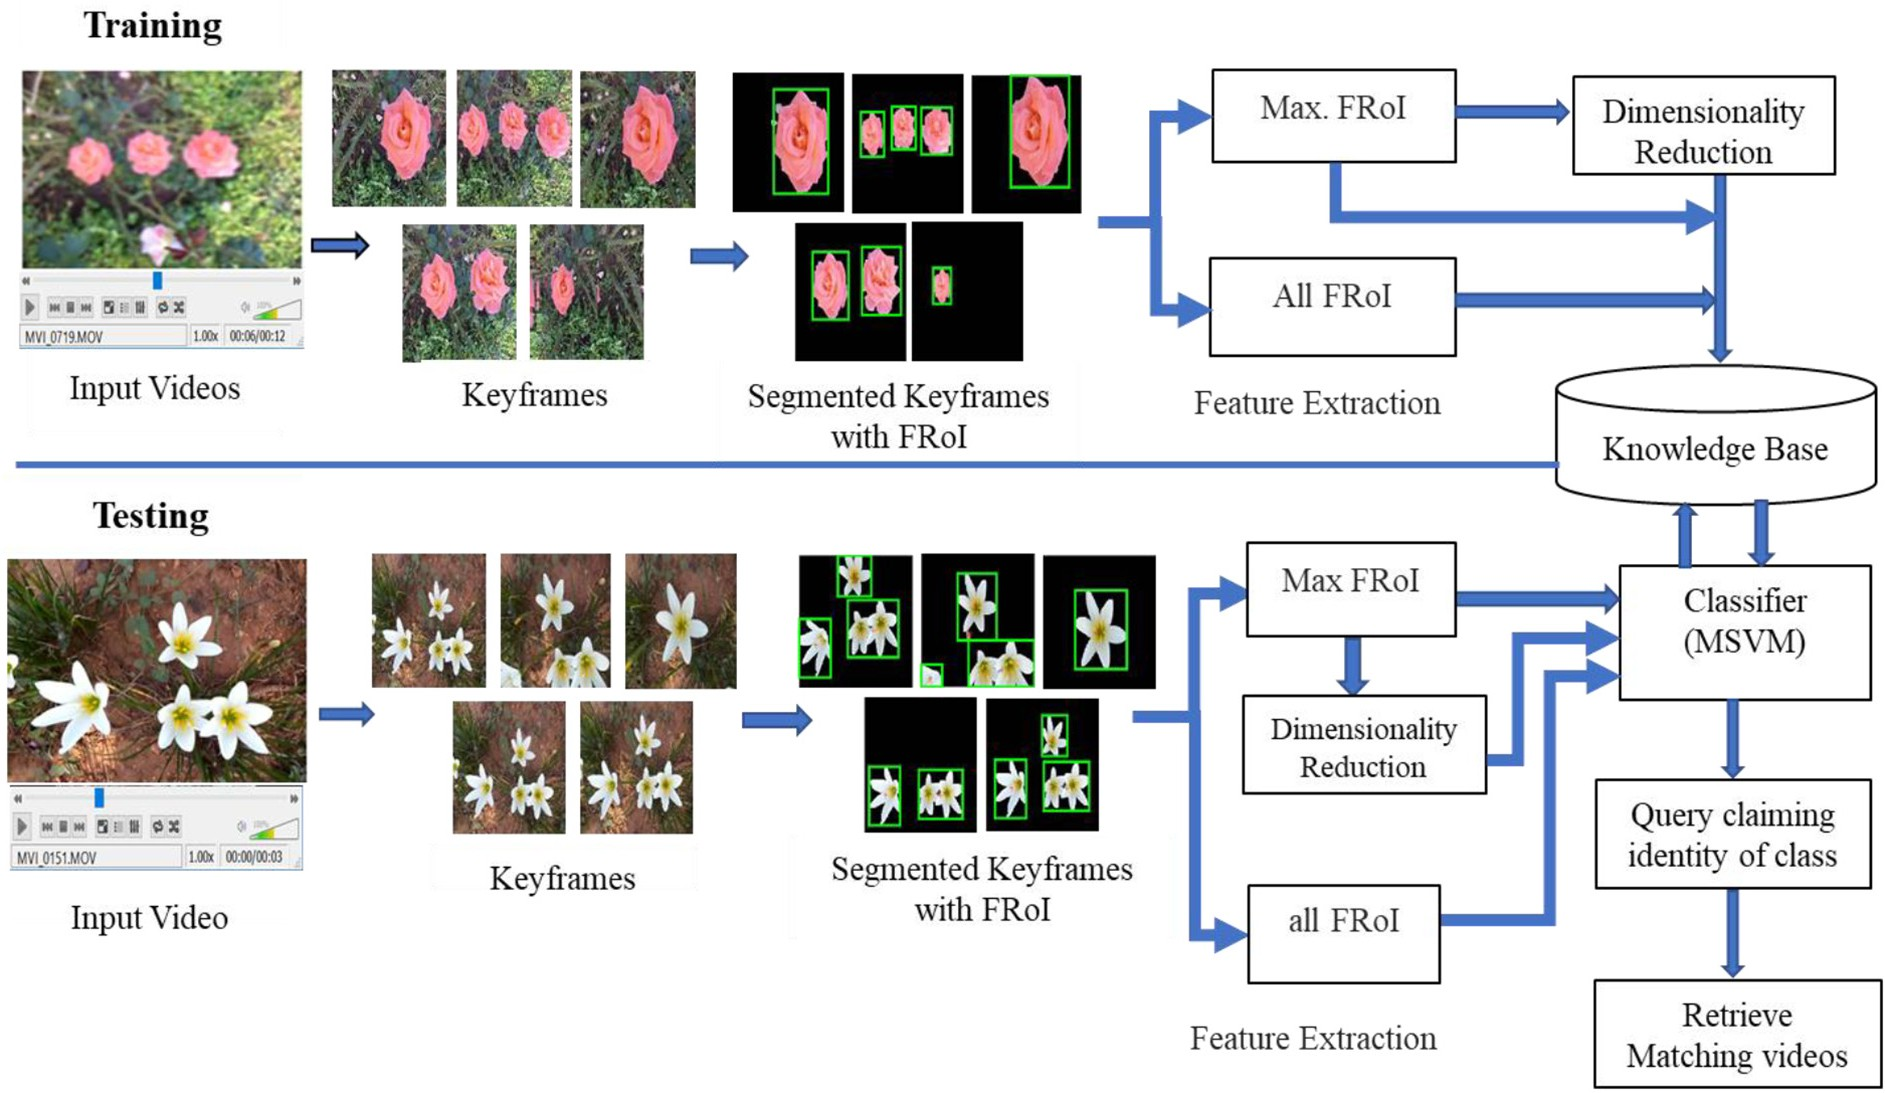 Training
MVI_0719.MOV
1.00x
00:06/00:12
100%
Input Videos
Keyframes
Segmented Keyframes
with FRoI
Max. FRoI
Dimensionality
Reduction
All FRoI
Feature Extraction
Knowledge Base
Testing
MVI_0151.MOV
1.00x
00:00/00:03
100%
Input Video
Keyframes
Segmented Keyframes
with FRoI
Max FRoI
Dimensionality
Reduction
all FRoI
Feature Extraction
Classifier
(MSVM)
Query claiming
identity of class
Retrieve
Matching videos